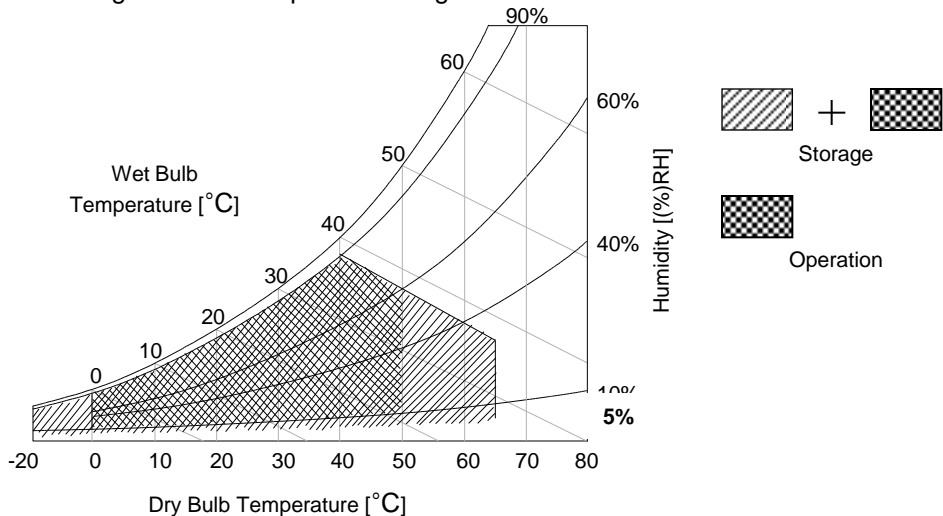 90%
60
60%
50
Wet Bulb
Temperature [°C]
Storage
40
40%
Humidity [(%)RH]
30
Operation
20
10
0
10%
5%
-20 0 10 20 30 40 50 60 70 80
Dry Bulb Temperature [°C]